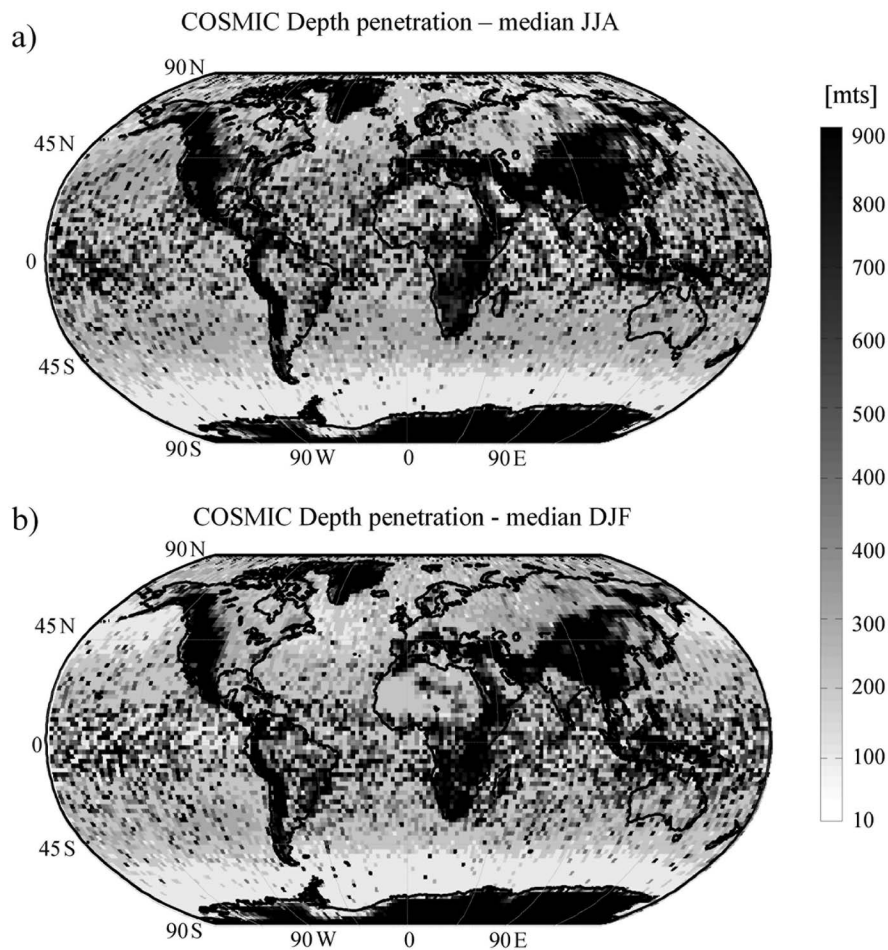 COSMIC Depth penetration – median JJA
a)
90N
45N
0
45S
90S
90W
0
90E
[mts]
900
800
700
600
500
400
300
200
100
10
COSMIC Depth penetration - median DJF
b)
90N
45N
0
45S
90S
90W
0
90E